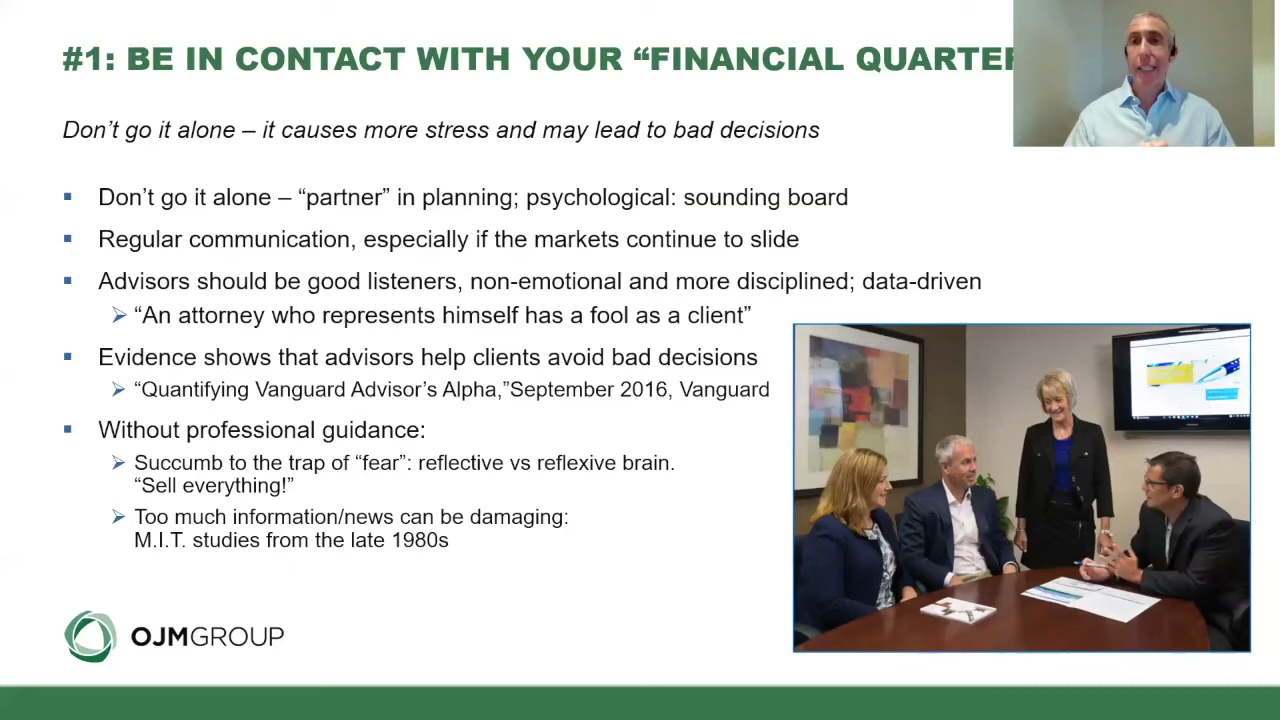 #1: BE IN CONTACT WITH YOUR “FINANCIAL
Don’t go it alone – it causes more stress and may lead to bad decisions
Don’t go it alone – “partner” in planning; psychological: sounding board
Regular communication, especially if the markets continue to slide
Advisors should be good listeners, non-emotional and more disciplined; data-driven
“An attorney who represents himself has a fool as a client”
Evidence shows that advisors help clients avoid bad decisions
“Quantifying Vanguard Advisor’s Alpha,”September 2016, Vanguard
Without professional guidance:
Succumb to the trap of “fear”: reflective vs reflexive brain.
“Sell everything!”
Too much information/news can be damaging:
M.I.T. studies from the late 1980s
OJMGROUP